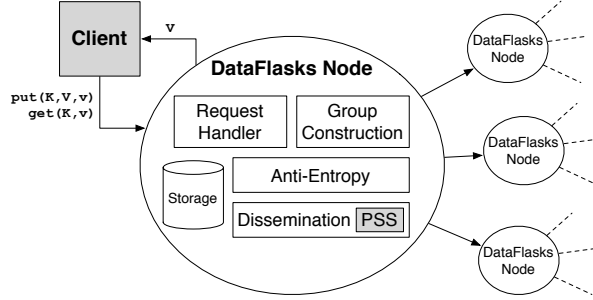 Client
V
put(K,V,v)
get(K,v)
DataFlasks Node
Request
Handler
Group
Construction
Storage
Anti-Entropy
Dissemination PSS
DataFlasks
Node
DataFlasks
Node
DataFlasks
Node